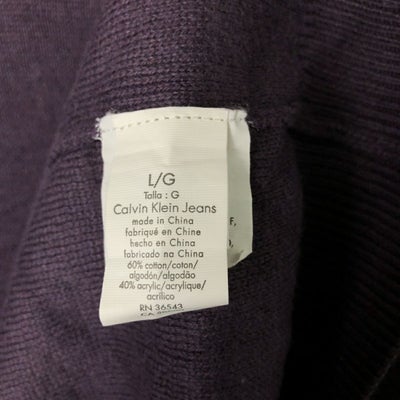 L/G
Talla : G
Calvin Klein Jeans
made in China
fabriqué en Chine
hecho en China
fabricado na China
60% cotton/coton/
algodón/algodão
40% acrylic/acrylique/
acrílico
RN 36543